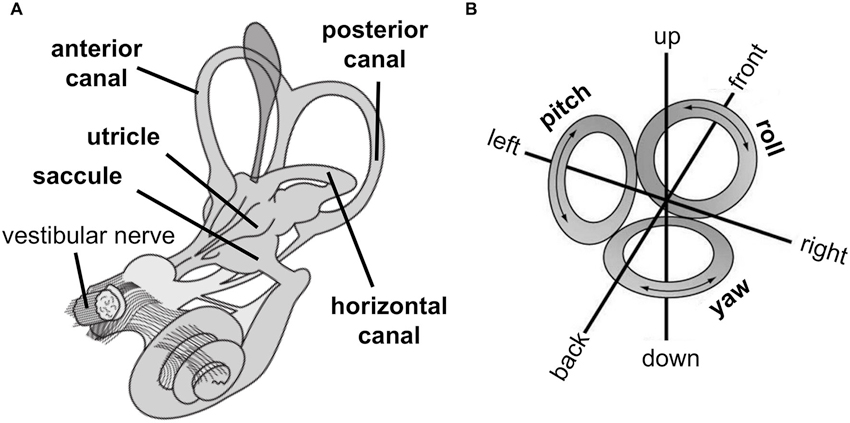 A
anterior
canal
posterior
canal
utricle
saccule
vestibular nerve
horizontal
canal
B
up
front
pitch
roll
left
right
yaw
back
down